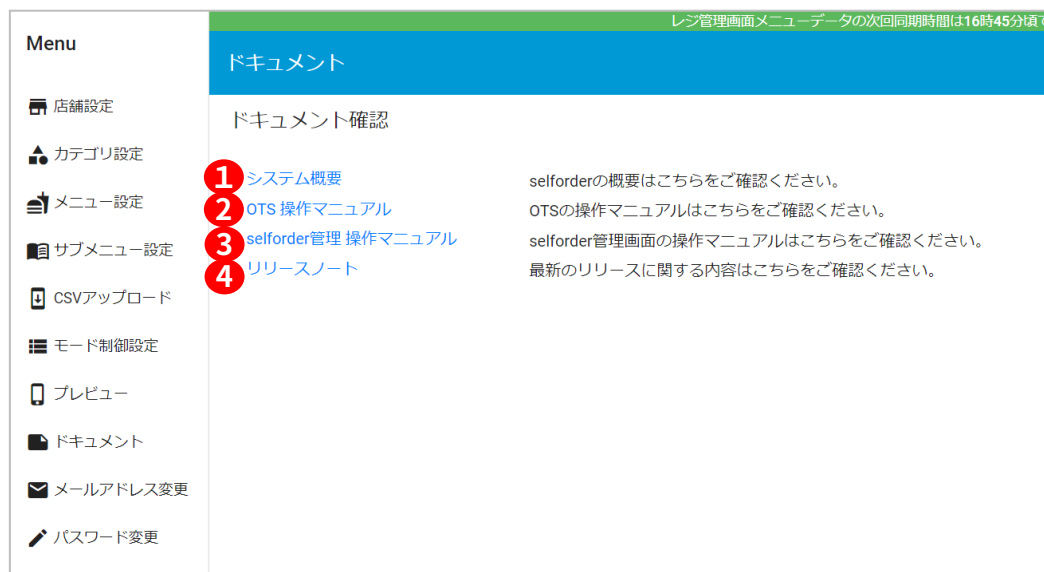 レジ管理画面メニューデータの次回同期時間は16時45分頃で
Menu
ドキュメント
店舗設定
カテゴリ設定
メニュー設定
サブメニュー設定
CSVアップロード
モード制御設定
プレビュー
ドキュメント
メールアドレス変更
パスワード変更
ドキュメント確認
1 システム概要 selforderの概要はこちらをご確認ください。
2 OTS 操作マニュアル OTSの操作マニュアルはこちらをご確認ください。
3 selforder管理 操作マニュアル selforder管理画面の操作マニュアルはこちらをご確認ください。
4 リリースノート 最新のリリースに関する内容はこちらをご確認ください。